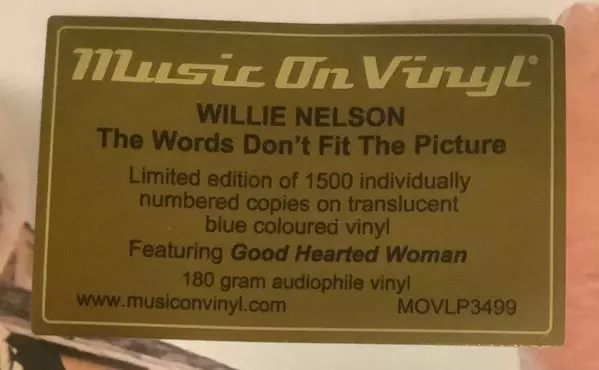 Music On Vinyl®
WILLIE NELSON
The Words Don't Fit The Picture
Limited edition of 1500 individually
numbered copies on translucent
blue coloured vinyl
Featuring Good Hearted Woman
180 gram audiophile vinyl
www.musiconvinyl.com MOVLP3499